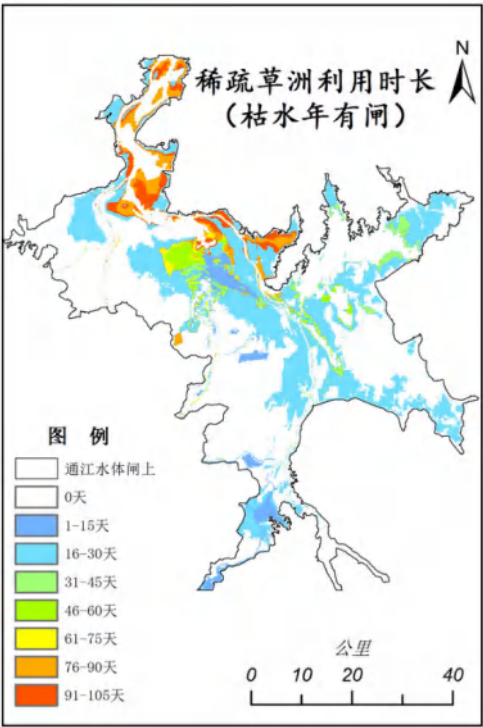 稀疏草洲利用时长
（枯水年有闸）
N
图 例
通江水体闸上
0天
1-15天
16-30天
31-45天
46-60天
61-75天
76-90天
91-105天
公里
0 10 20 40